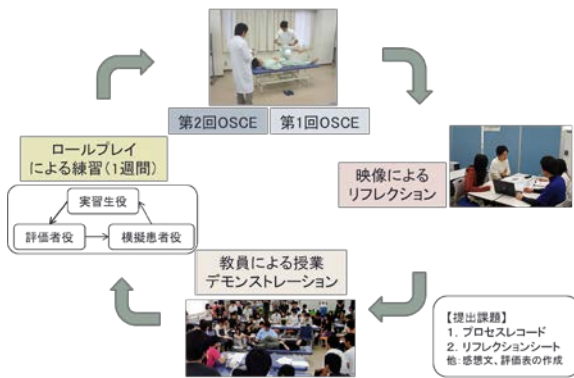 第2回OSCE
第1回OSCE
ロールプレイ
による練習(1週間)
実習生役
評価者役
模擬患者役
映像による
リフレクション
教員による授業
デモンストレーション
【提出課題】
1. プロセスレコード
2. リフレクションシート
他:感想文、評価表の作成